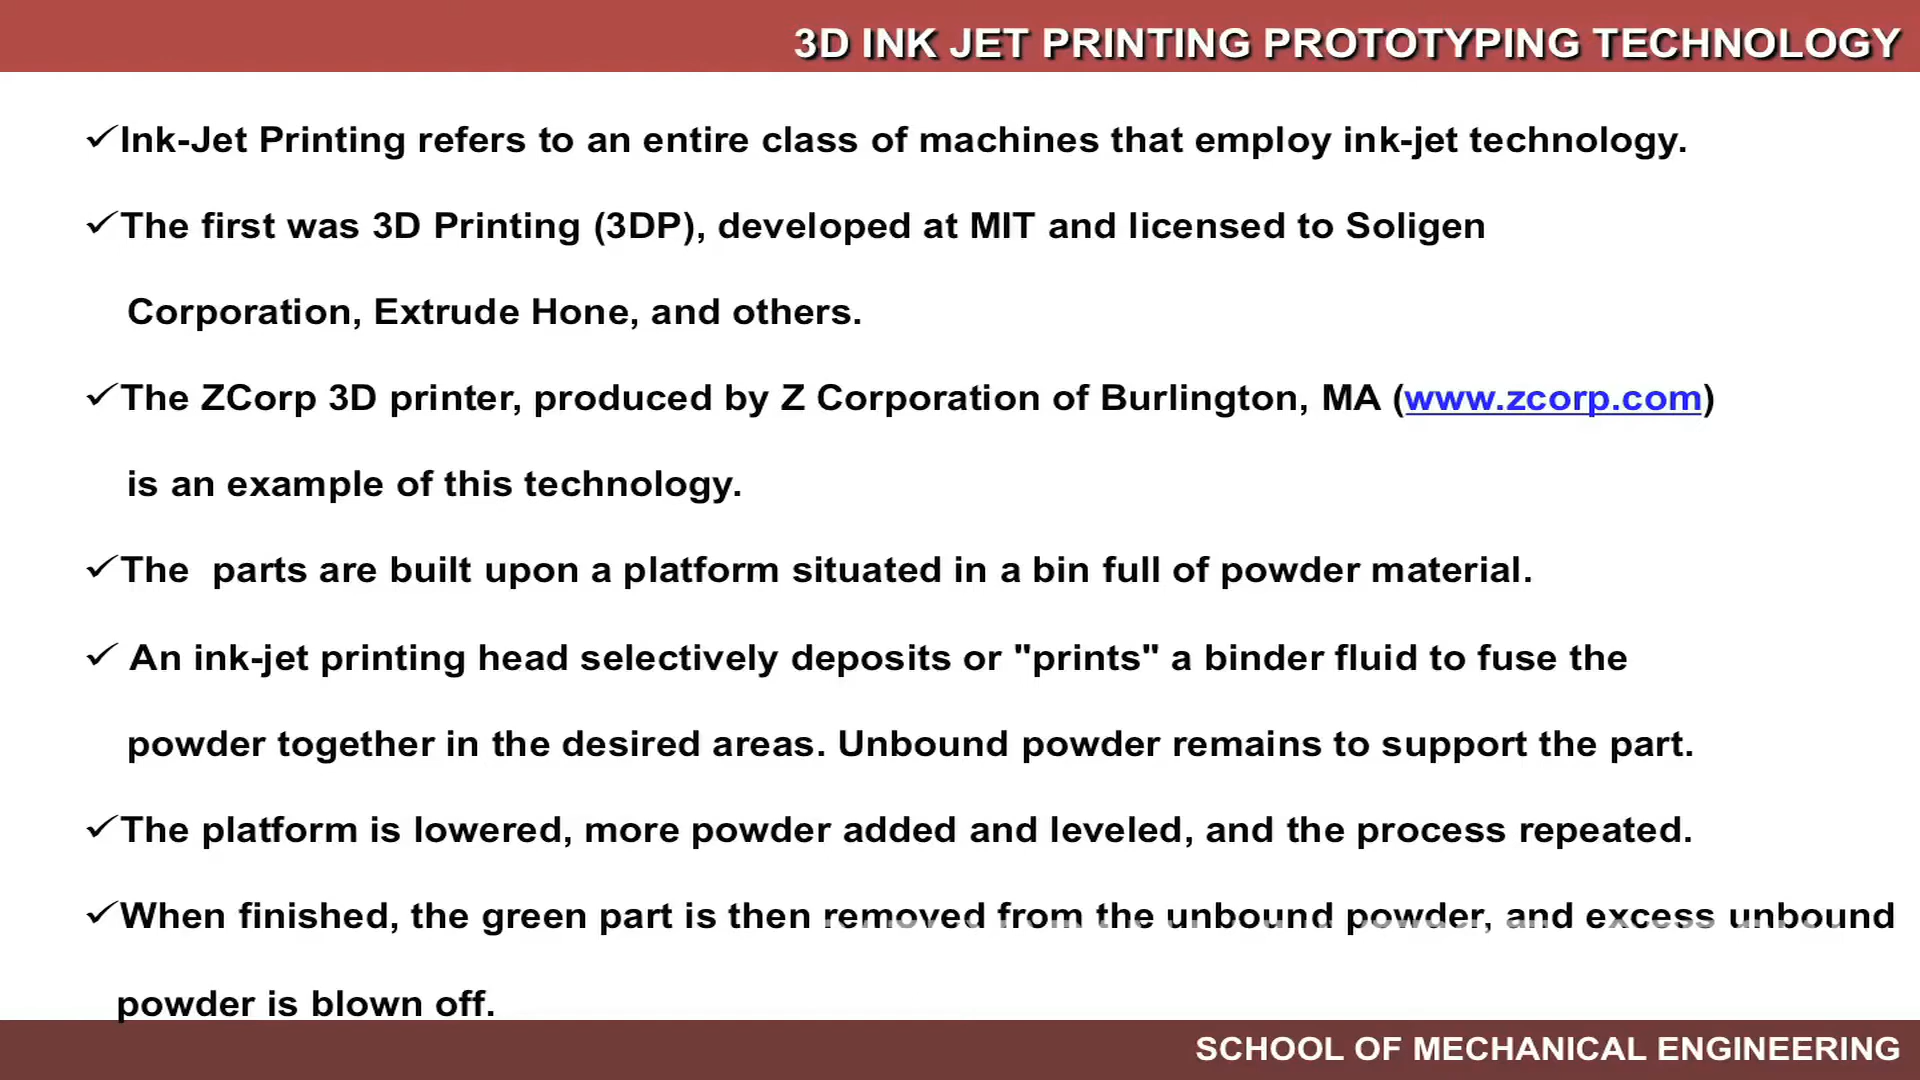 3D INK JET PRINTING PROTOTYPING TECHNOLOGY
✓Ink-Jet Printing refers to an entire class of machines that employ ink-jet technology.
✓The first was 3D Printing (3DP), developed at MIT and licensed to Soligen
Corporation, Extrude Hone, and others.
✓The ZCorp 3D printer, produced by Z Corporation of Burlington, MA (www.zcorp.com)
is an example of this technology.
✓The parts are built upon a platform situated in a bin full of powder material.
✓ An ink-jet printing head selectively deposits or "prints" a binder fluid to fuse the
powder together in the desired areas. Unbound powder remains to support the part.
✓The platform is lowered, more powder added and leveled, and the process repeated.
✓When finished, the green part is then removed from the unbound powder, and excess unbound
powder is blown off.
SCHOOL OF MECHANICAL ENGINEERING